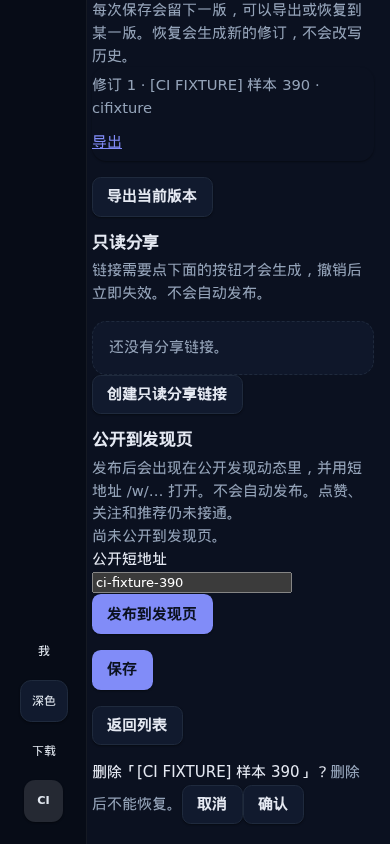 每次保存会留下一版，可以导出或恢复到
某一版。恢复会生成新的修订，不会改写
历史。
修订 1 · [CI FIXTURE] 样本 390 ·
cifixture
导出
导出当前版本
只读分享
链接需要点下面的按钮才会生成，撤销后
立即失效。不会自动发布。
还没有分享链接。
创建只读分享链接
公开到发现页
发布后会出现在公开发现动态里，并用短
地址 /w/… 打开。不会自动发布。点赞、
关注和推荐仍未接通。
尚未公开到发现页。
公开短地址
ci-fixture-390
发布到发现页
保存
返回列表
删除「[CI FIXTURE] 样本 390」？删除
后不能恢复。 取消 确认
我
深色
下载
CI